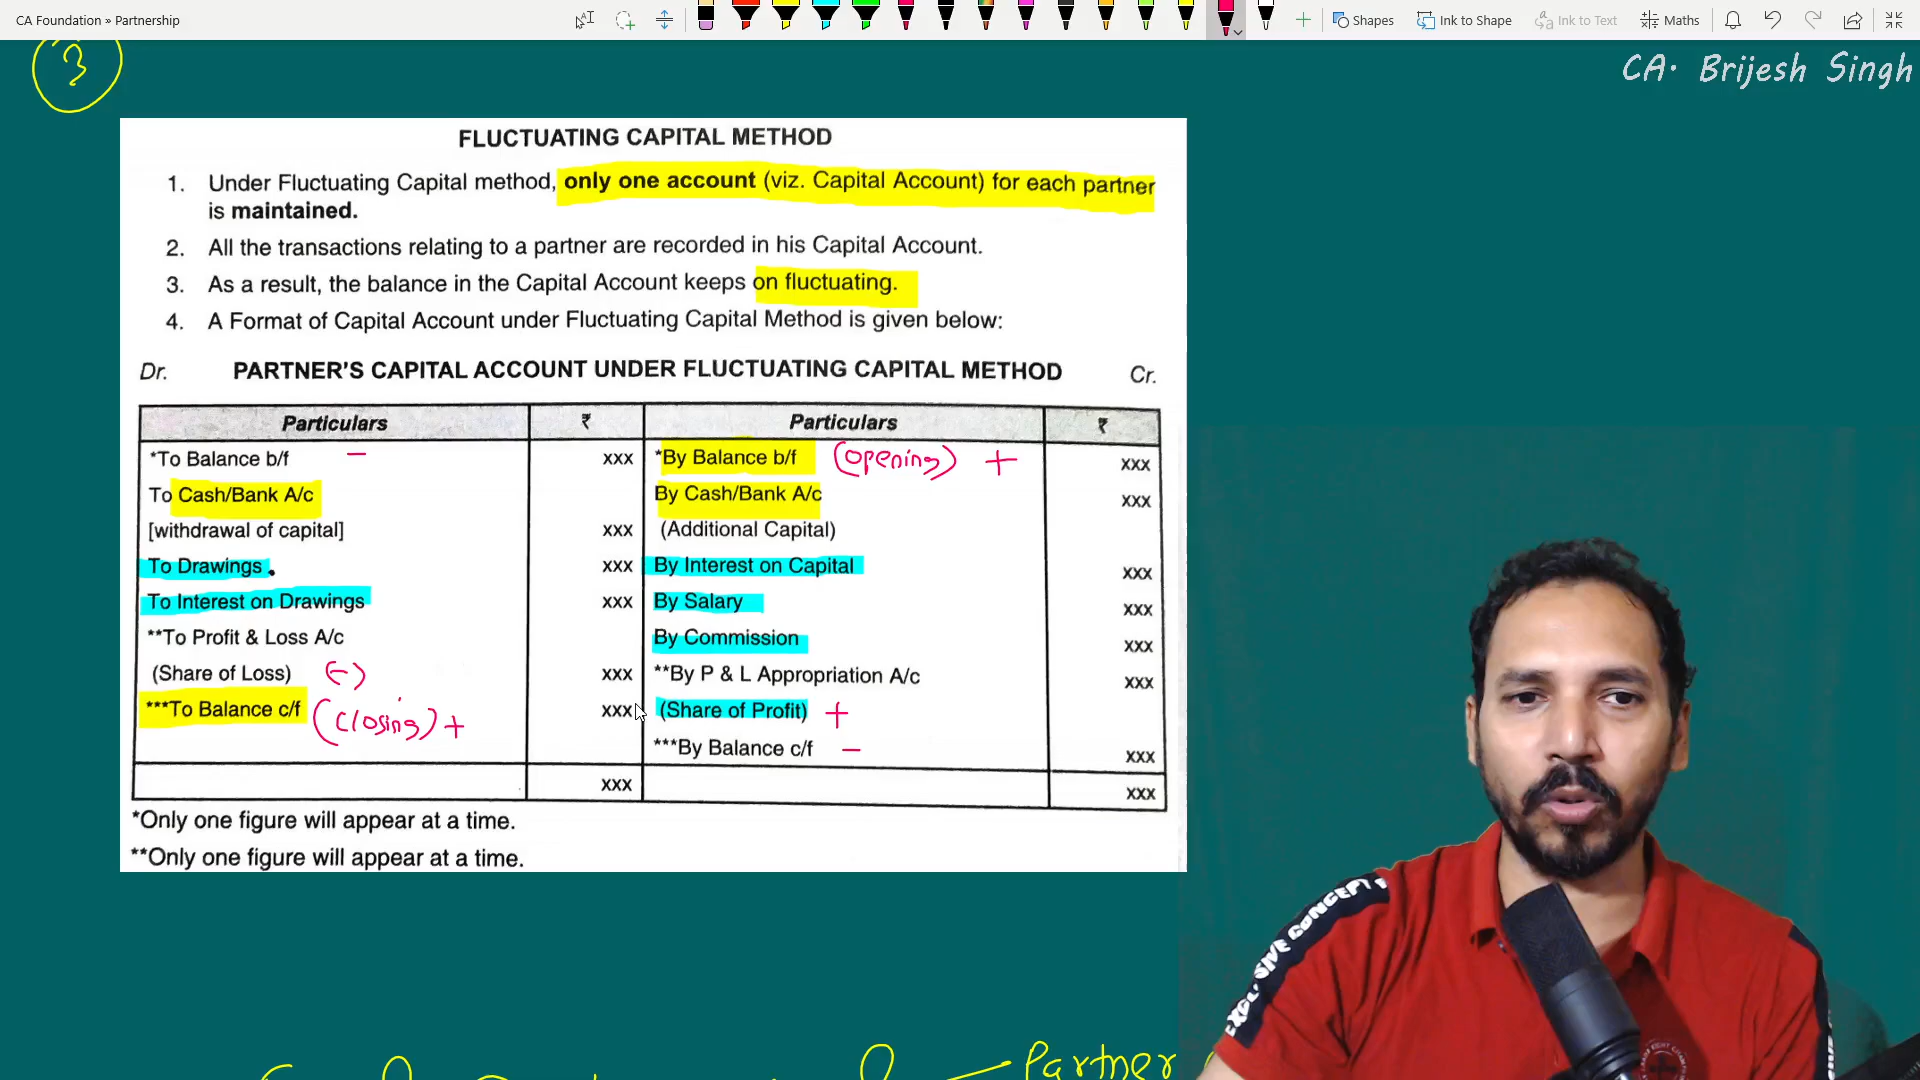 CA Foundation » Partnership
Shapes
Ink to Shape
Ink to Text
Maths
3
CA. Brijesh Singh
FLUCTUATING CAPITAL METHOD
1. Under Fluctuating Capital method, only one account (viz. Capital Account) for each partner
is maintained.
2. All the transactions relating to a partner are recorded in his Capital Account.
3. As a result, the balance in the Capital Account keeps on fluctuating.
4. A Format of Capital Account under Fluctuating Capital Method is given below:
Dr. PARTNER'S CAPITAL ACCOUNT UNDER FLUCTUATING CAPITAL METHOD Cr.
Particulars ₹ Particulars ₹
*To Balance b/f − xxx *By Balance b/f (opening) + xxx
To Cash/Bank A/c By Cash/Bank A/c xxx
[withdrawal of capital] xxx (Additional Capital)
To Drawings xxx By Interest on Capital xxx
To Interest on Drawings xxx By Salary xxx
**To Profit & Loss A/c By Commission xxx
(Share of Loss) (−) xxx **By P & L Appropriation A/c xxx
***To Balance c/f (closing) + xxx (Share of Profit) +
***By Balance c/f − xxx
xxx xxx
*Only one figure will appear at a time.
**Only one figure will appear at a time.
Partner